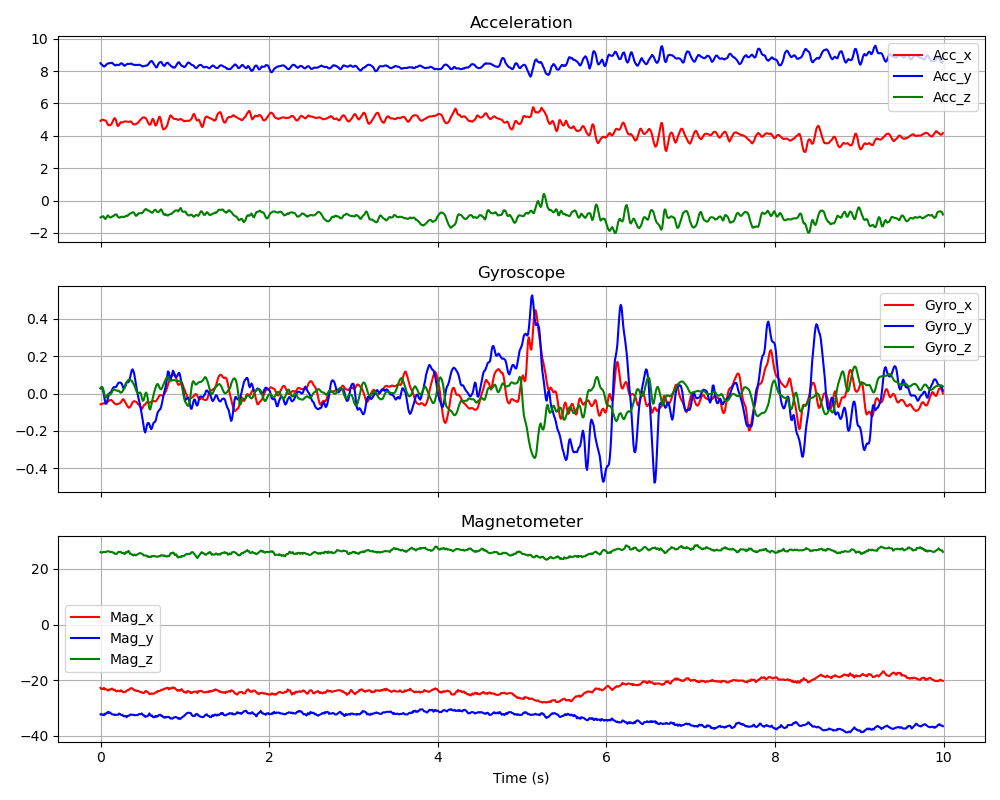 Acceleration
10
8
6
4
2
0
−2
Acc_x
Acc_y
Acc_z
Gyroscope
0.4
0.2
0.0
−0.2
−0.4
Gyro_x
Gyro_y
Gyro_z
Magnetometer
20
0
−20
−40
Mag_x
Mag_y
Mag_z
0 2 4 6 8 10
Time (s)